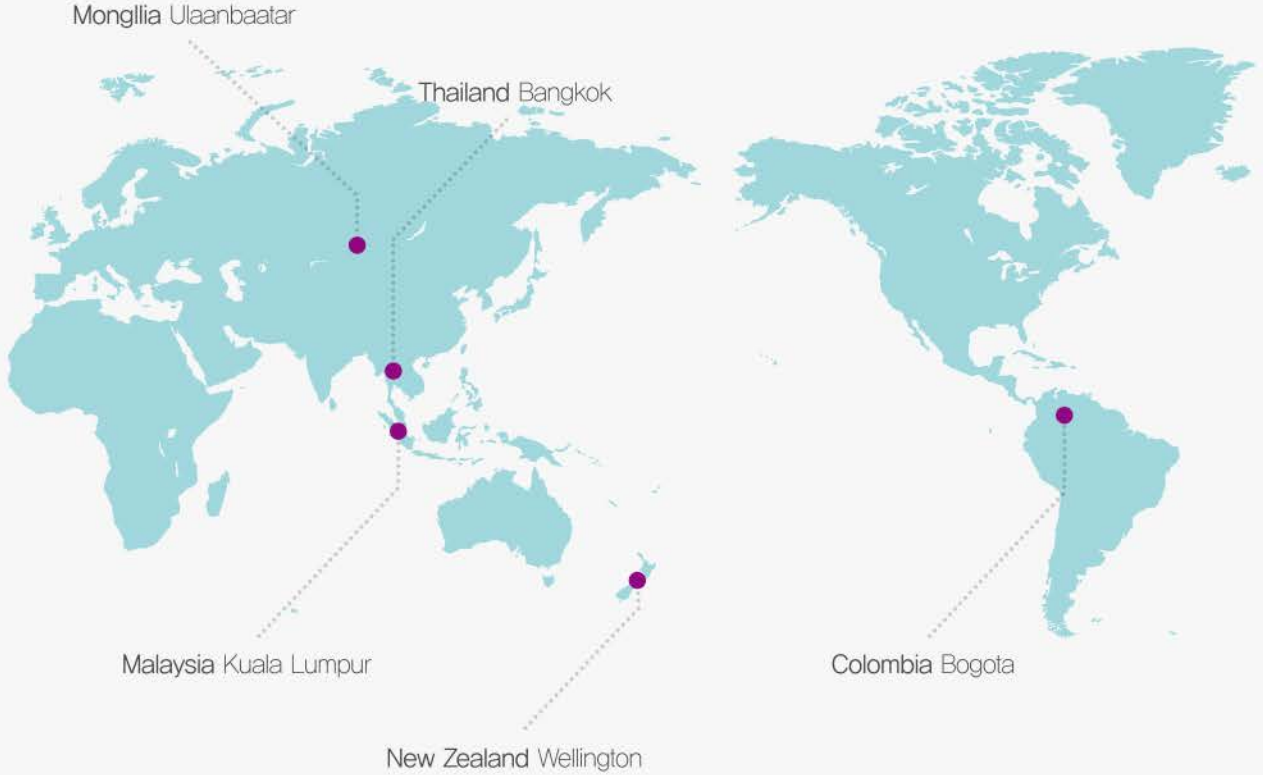 Mongllia Ulaanbaatar
Thailand Bangkok
Malaysia Kuala Lumpur
Colombia Bogota
New Zealand Wellington